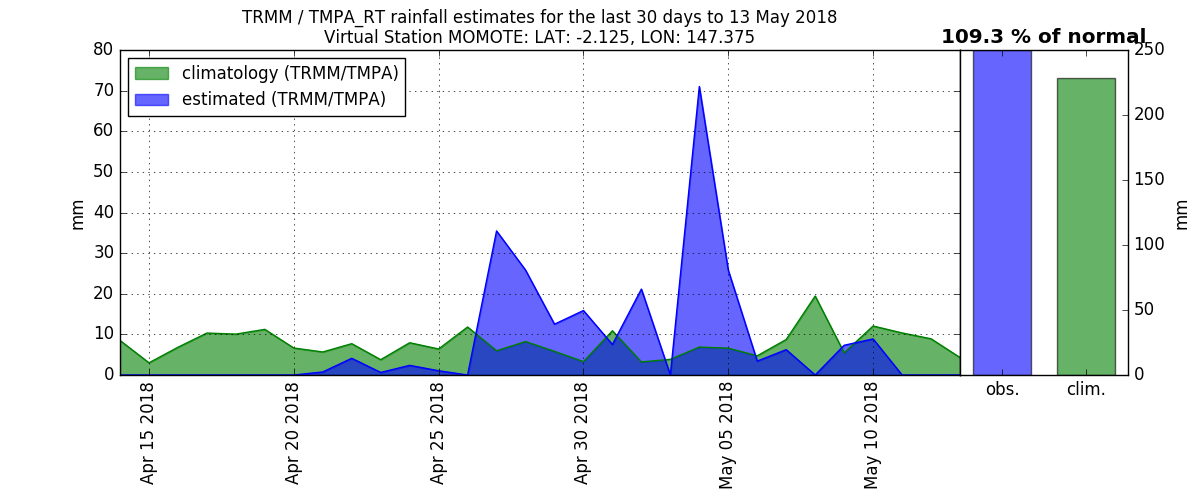 TRMM / TMPA_RT rainfall estimates for the last 30 days to 13 May 2018
Virtual Station MOMOTE: LAT: -2.125, LON: 147.375
109.3 % of normal
climatology (TRMM/TMPA)
estimated (TRMM/TMPA)
80
70
60
50
40
30
20
10
0
mm
Apr 15 2018
Apr 20 2018
Apr 25 2018
Apr 30 2018
May 05 2018
May 10 2018
obs.
clim.
250
200
150
100
50
0
mm